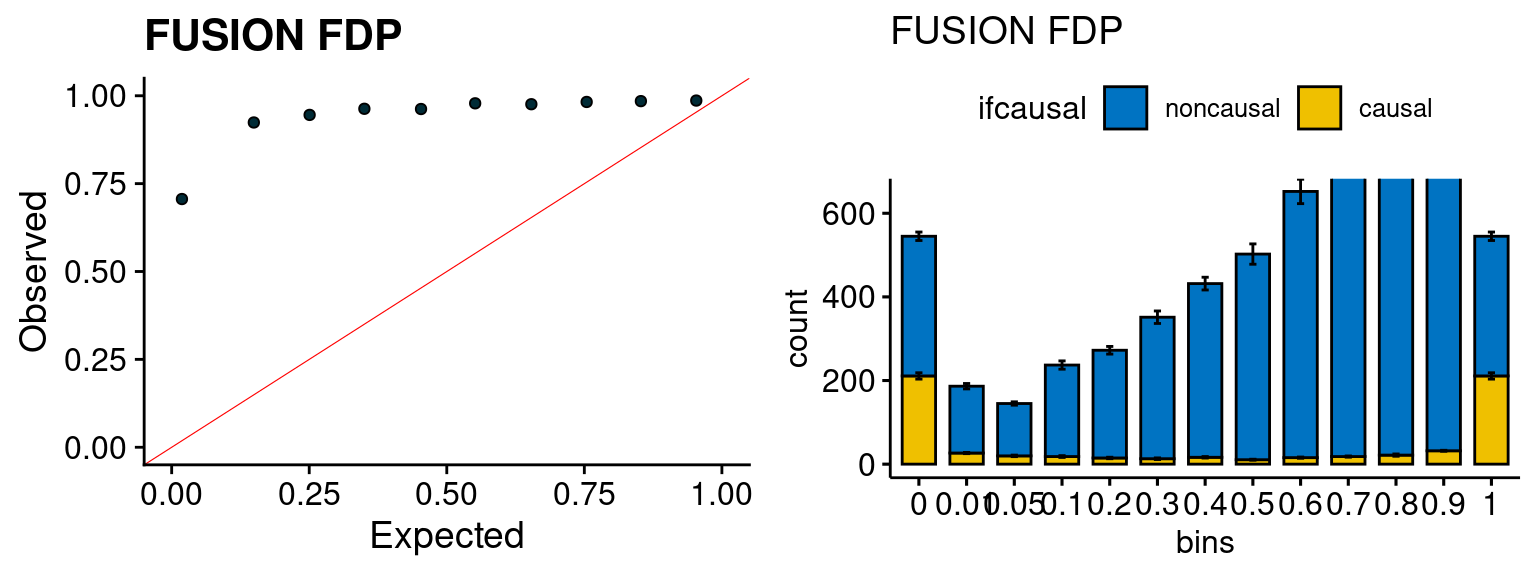 FUSION FDP
1.00
0.75
0.50
0.25
0.00
Observed
0.00 0.25 0.50 0.75 1.00
Expected
FUSION FDP
ifcausal noncausal causal
600
400
200
0
count
0 0.01 0.05 0.1 0.2 0.3 0.4 0.5 0.6 0.7 0.8 0.9 1
bins